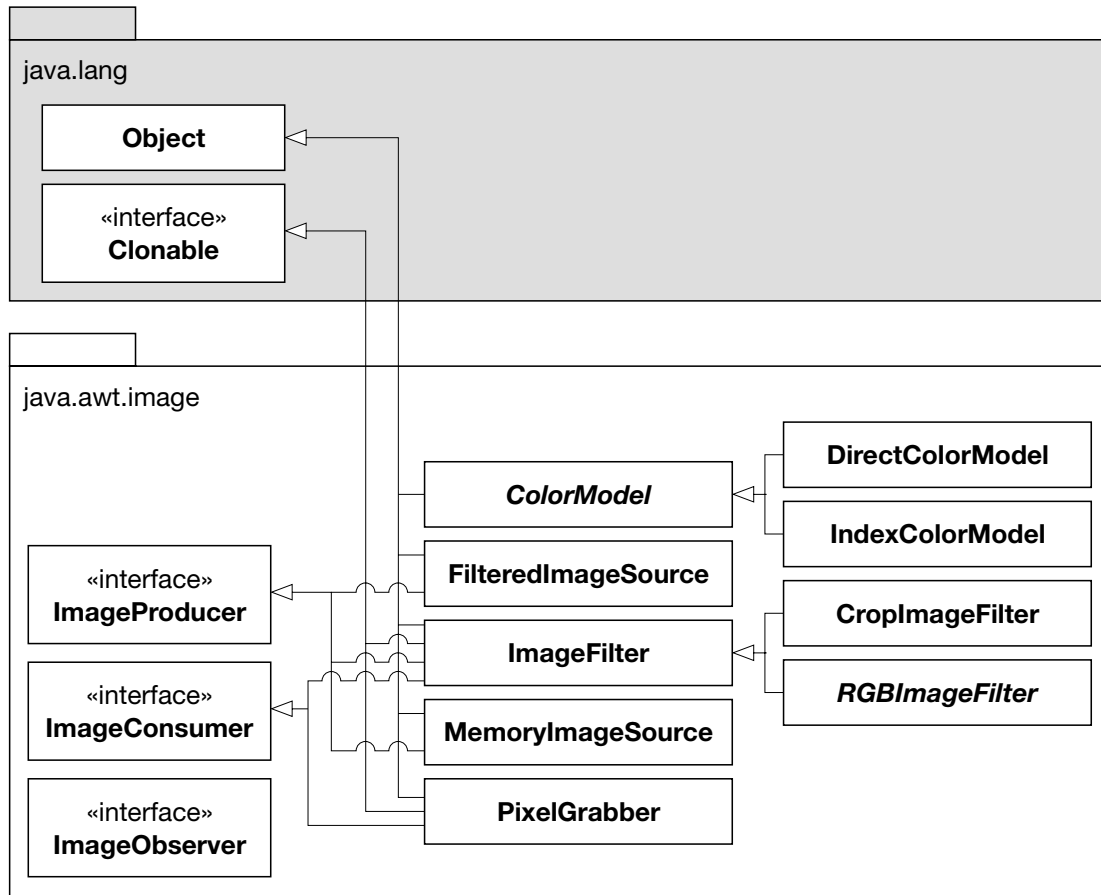 java.lang
Object
«interface»
Clonable
java.awt.image
DirectColorModel
ColorModel
IndexColorModel
«interface»
ImageProducer
FilteredImageSource
CropImageFilter
ImageFilter
RGBImageFilter
«interface»
ImageConsumer
MemoryImageSource
«interface»
ImageObserver
PixelGrabber